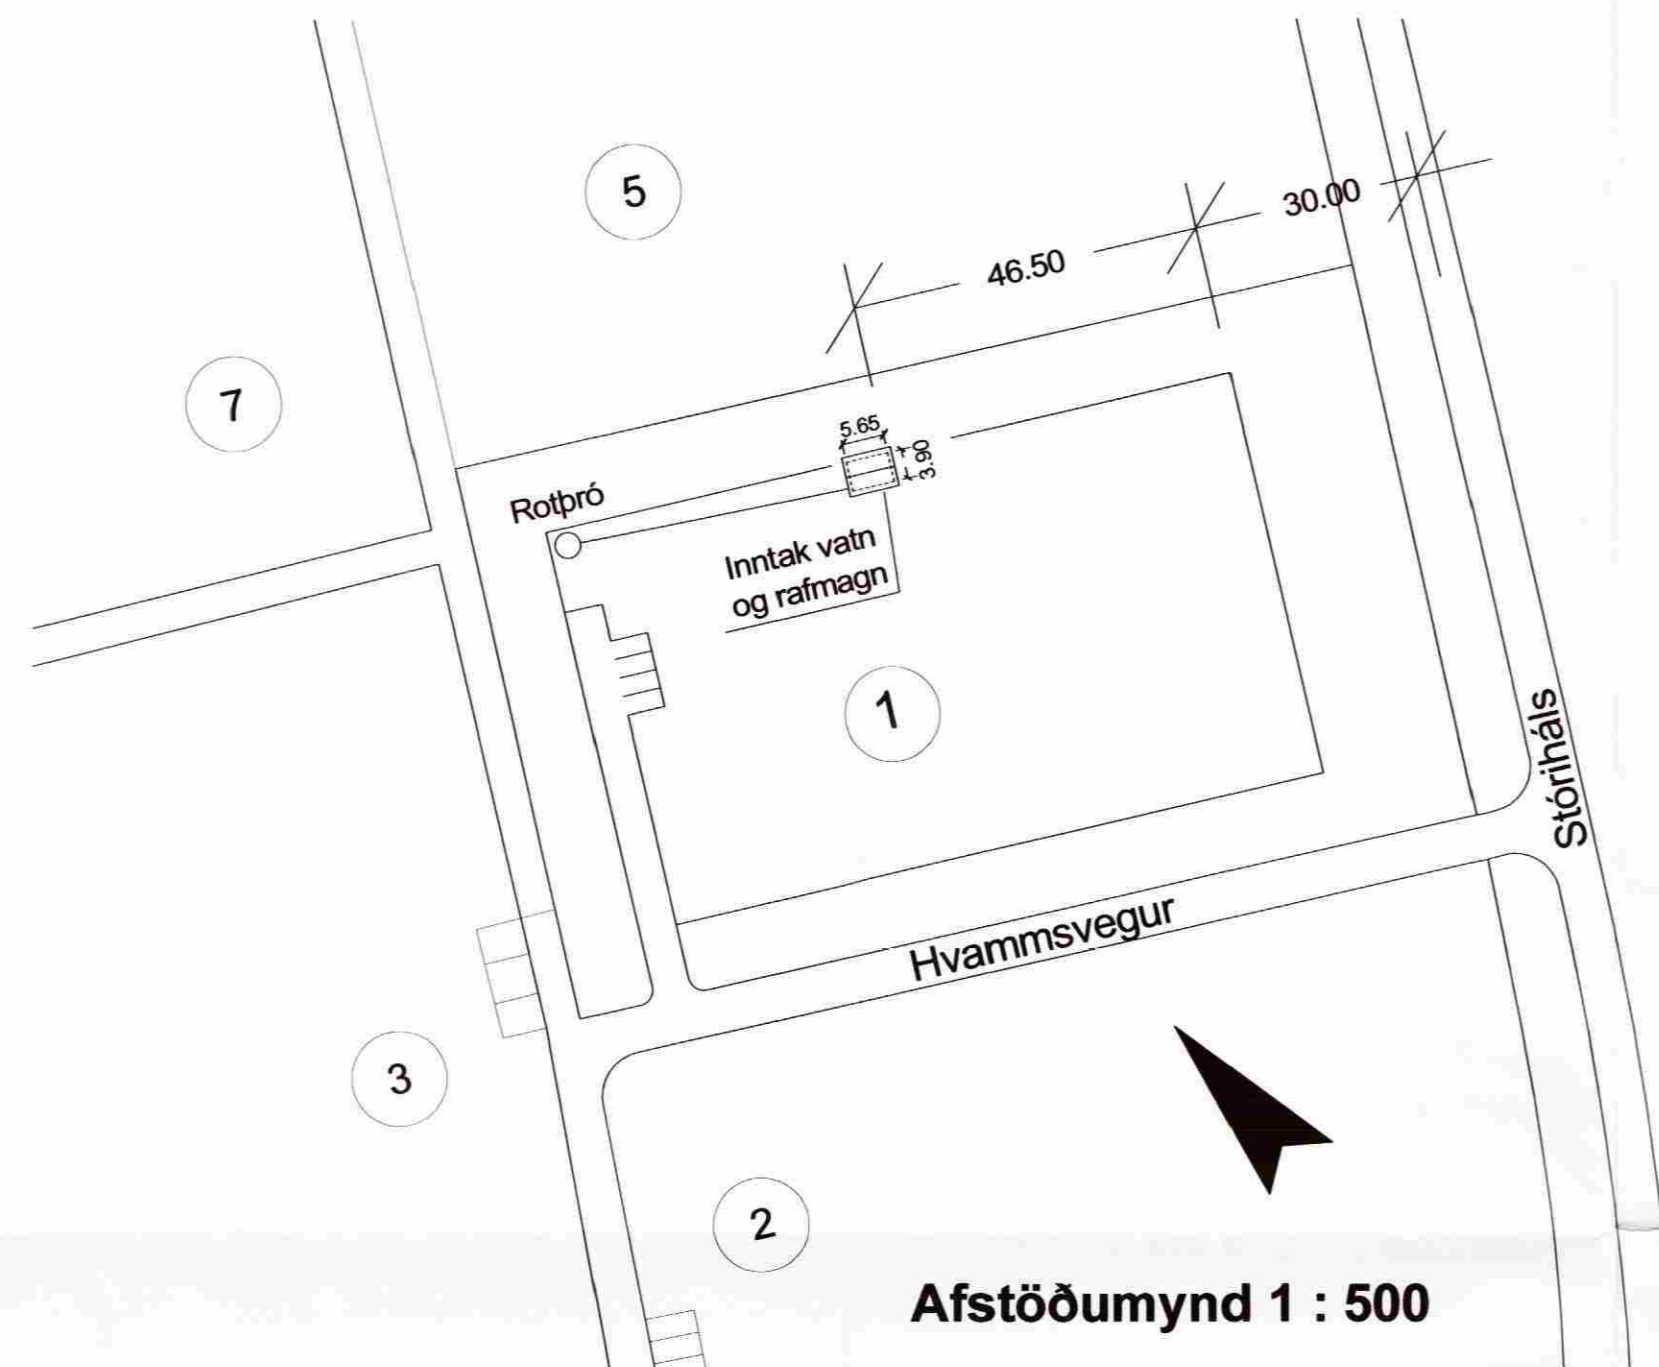 5
30.00
46.50
7
5.65
3.90
Rotþró
Inntak vatn
og rafmagn
1
Stóriháls
Hvammsvegur
3
2
Afstöðumynd 1 : 500